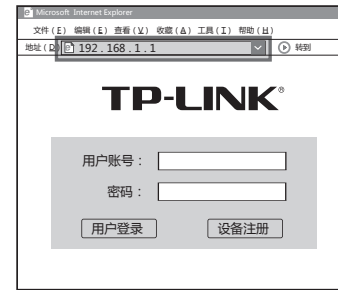 Microsoft Internet Explorer
文件(F) 编辑(E) 查看(V) 收藏(A) 工具(I) 帮助(H)
地址(D) 192.168.1.1 转到
TP-LINK®
用户账号：
密码：
用户登录 设备注册